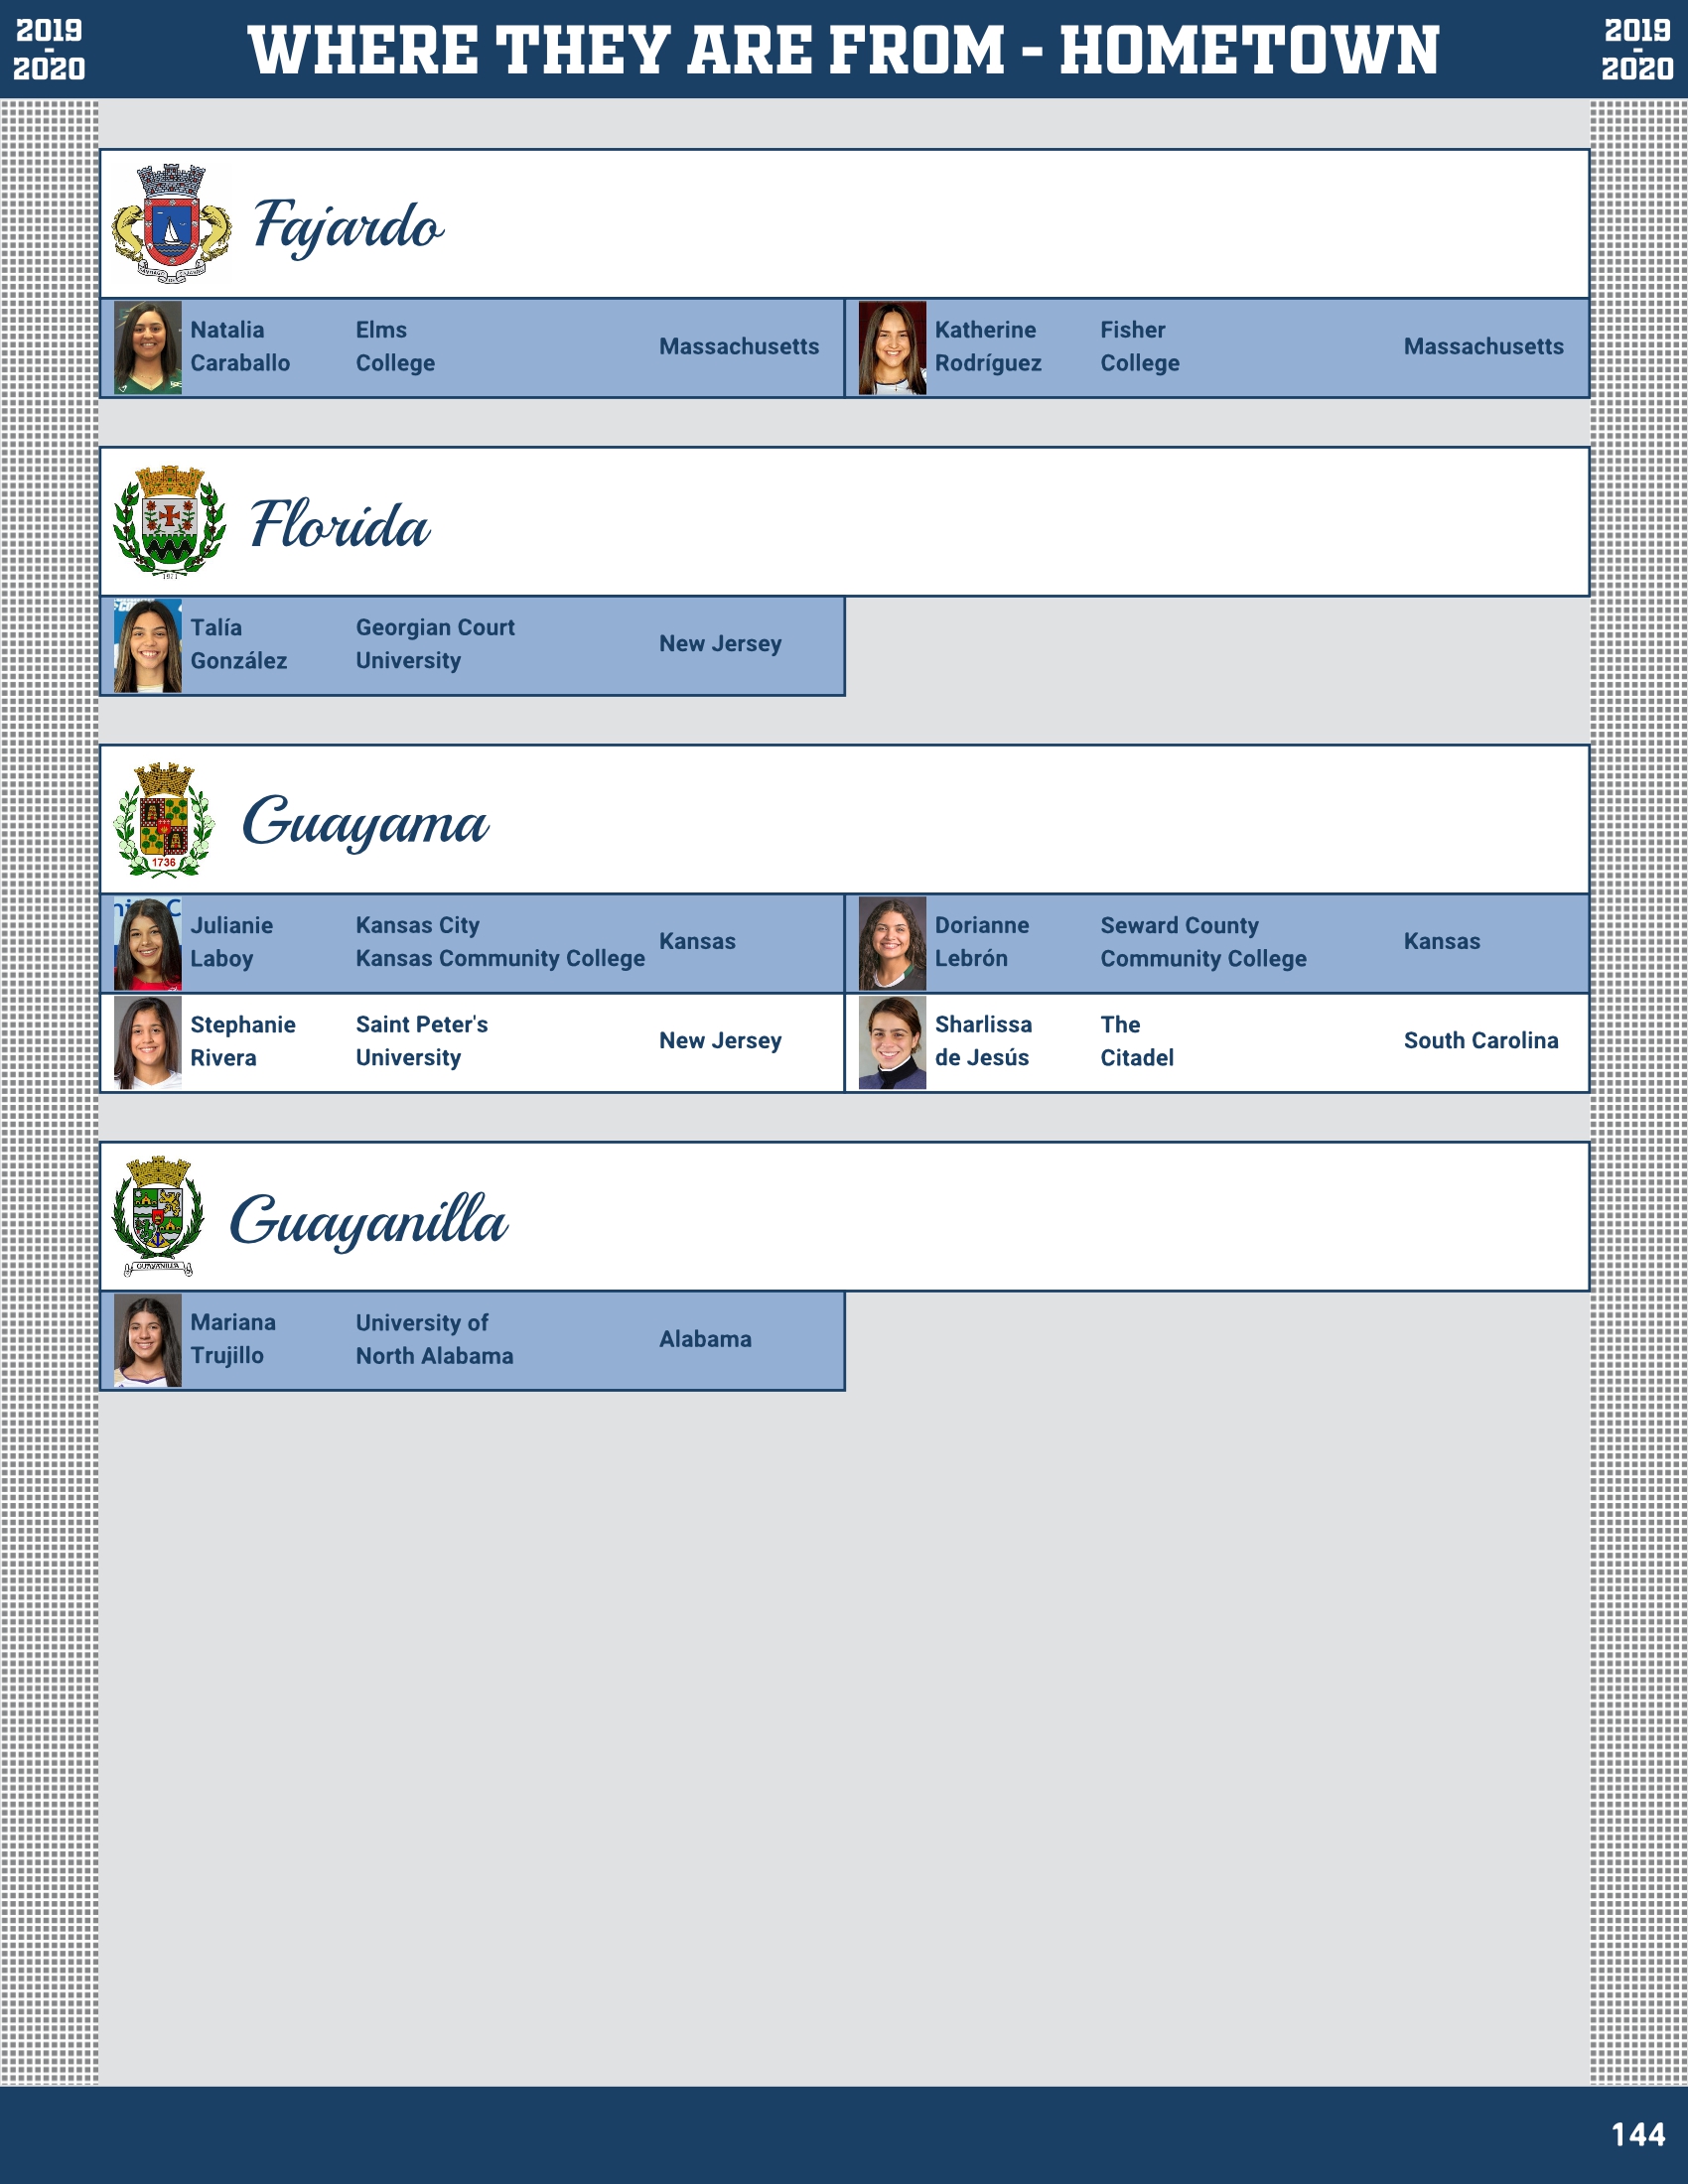 2019
-
2020
WHERE THEY ARE FROM - HOMETOWN
2019
-
2020
Fajardo
Natalia
Caraballo
Elms
College
Massachusetts
Katherine
Rodríguez
Fisher
College
Massachusetts
Florida
Talía
González
Georgian Court
University
New Jersey
Guayama
1736
Julianie
Laboy
Kansas City
Kansas Community College
Kansas
Dorianne
Lebrón
Seward County
Community College
Kansas
Stephanie
Rivera
Saint Peter's
University
New Jersey
Sharlissa
de Jesús
The
Citadel
South Carolina
Guayanilla
GUAYANILLA
Mariana
Trujillo
University of
North Alabama
Alabama
144